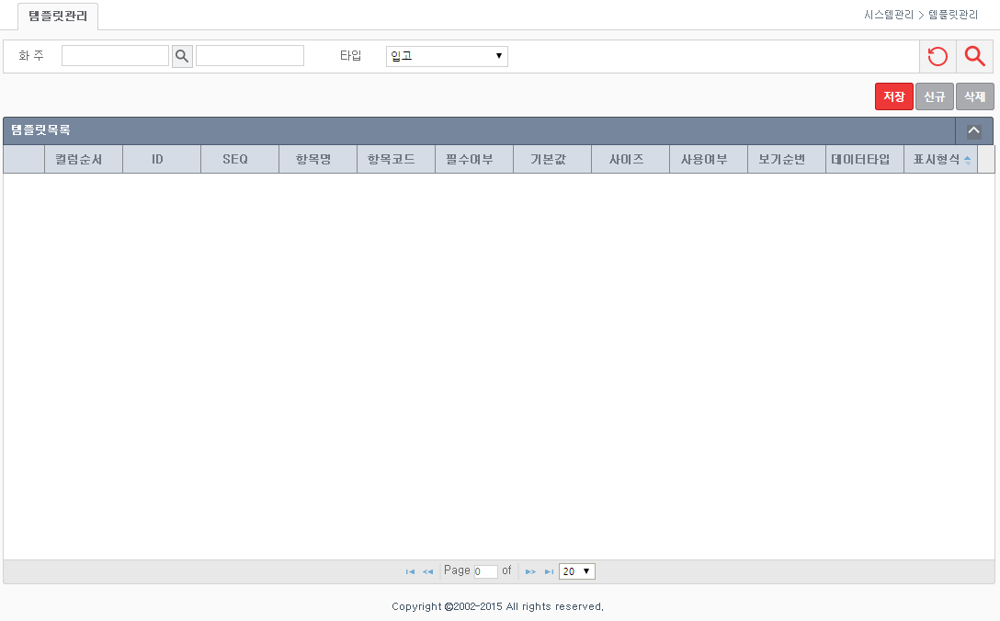 템플릿관리
시스템관리 > 템플릿관리
화 주 타입 입고
저장 신규 삭제
템플릿목록
컬럼순서 ID SEQ 항목명 항목코드 필수여부 기본값 사이즈 사용여부 보기순번 데이터타입 표시형식
Page 0 of 20
Copyright ©2002-2015 All rights reserved.